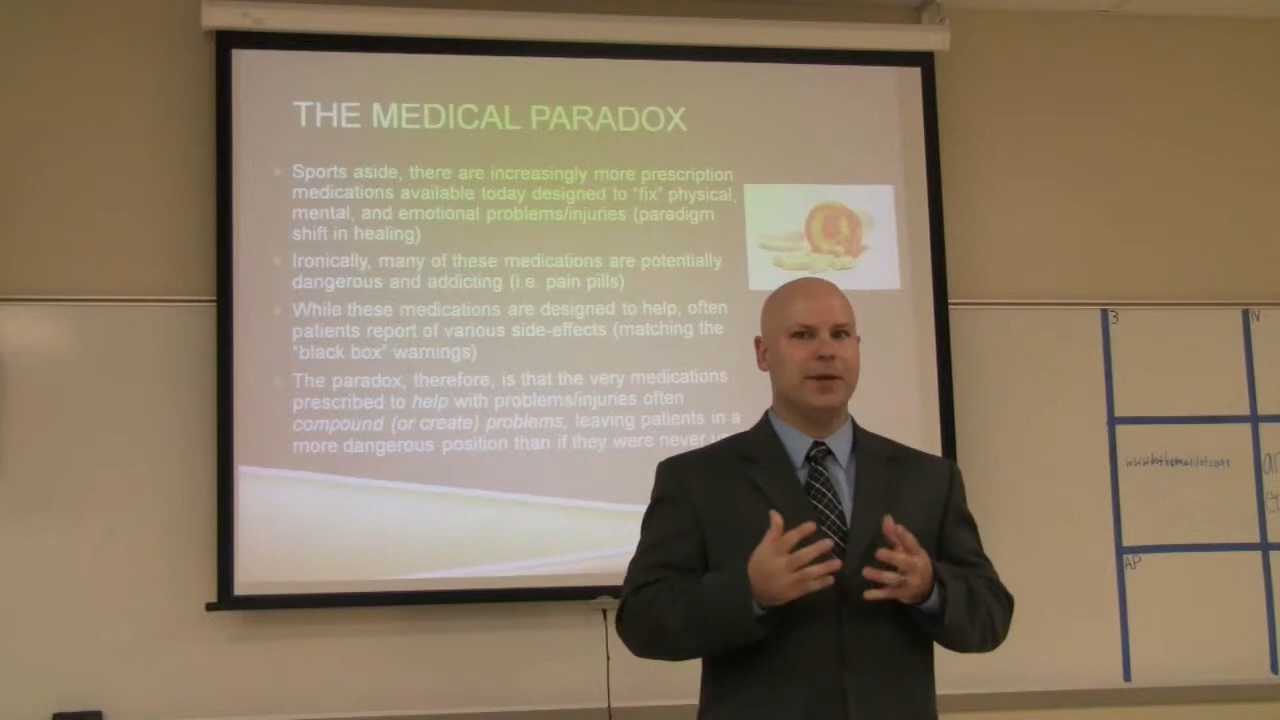 THE MEDICAL PARADOX
Sports aside, there are increasingly more prescription
medications available today designed to "fix" physical,
mental, and emotional problems/injuries (paradigm
shift in healing)
Ironically, many of these medications are potentially
dangerous and addicting (i.e. pain pills)
While these medications are designed to help, often
patients report of various side-effects (matching the
"black box" warnings)
The paradox, therefore, is that the very medications
prescribed to help with problems/injuries often
compound (or create) problems, leaving patients in a
more dangerous position than if they were never
3
IV
AP